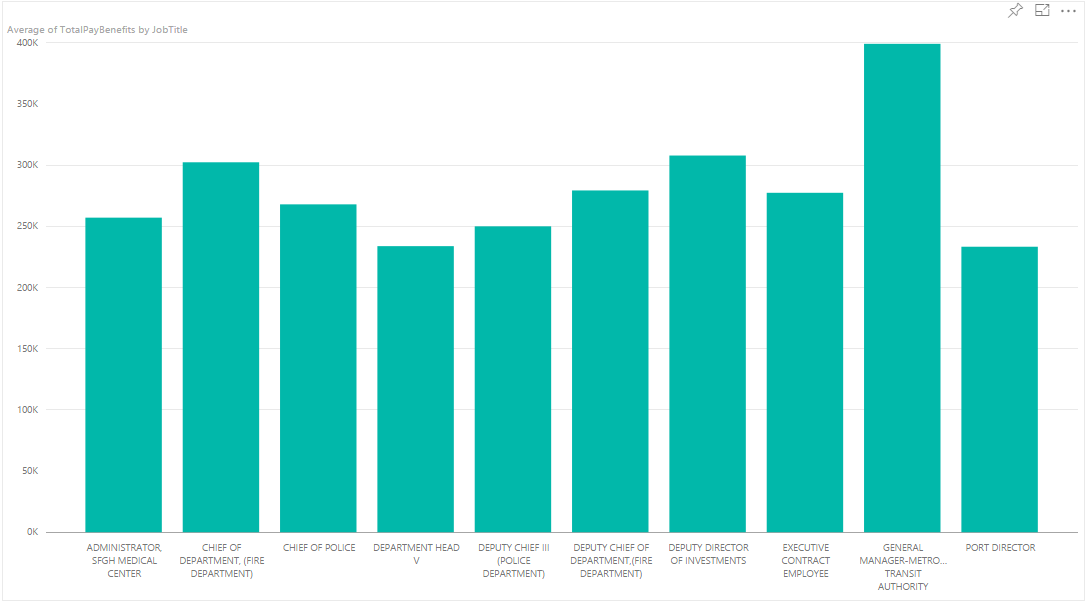 Average of TotalPayBenefits by JobTitle
400K
350K
300K
250K
200K
150K
100K
50K
0K
ADMINISTRATOR,
SFGH MEDICAL
CENTER
CHIEF OF
DEPARTMENT, (FIRE
DEPARTMENT)
CHIEF OF POLICE
DEPARTMENT HEAD
V
DEPUTY CHIEF III
(POLICE
DEPARTMENT)
DEPUTY CHIEF OF
DEPARTMENT,(FIRE
DEPARTMENT)
DEPUTY DIRECTOR
OF INVESTMENTS
EXECUTIVE
CONTRACT
EMPLOYEE
GENERAL
MANAGER-METRO...
TRANSIT
AUTHORITY
PORT DIRECTOR